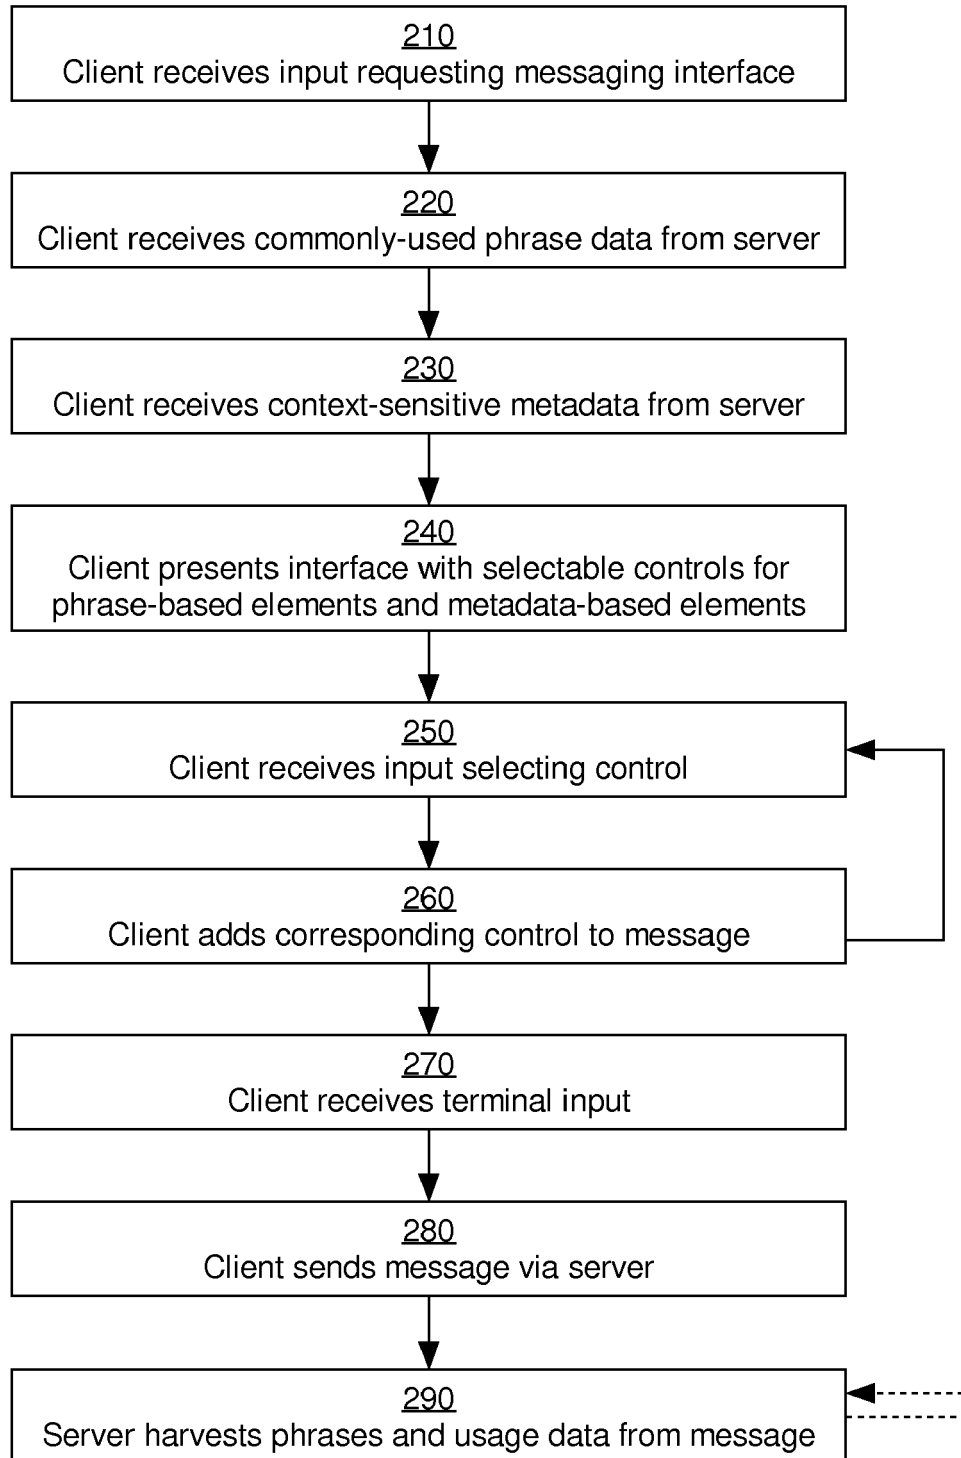 210
Client receives input requesting messaging interface
220
Client receives commonly-used phrase data from server
230
Client receives context-sensitive metadata from server
240
Client presents interface with selectable controls for
phrase-based elements and metadata-based elements
250
Client receives input selecting control
260
Client adds corresponding control to message
270
Client receives terminal input
280
Client sends message via server
290
Server harvests phrases and usage data from message